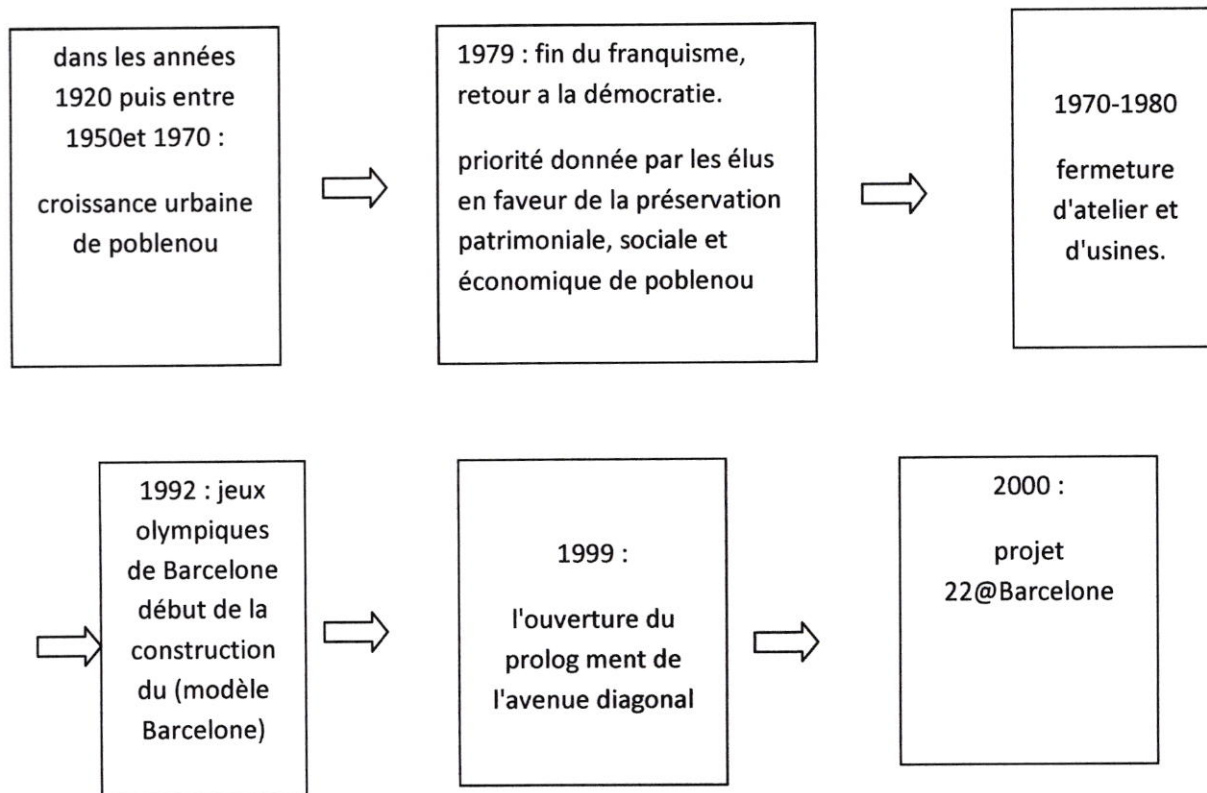 dans les années
1920 puis entre
1950et 1970 :
croissance urbaine
de poblenou
1979 : fin du franquisme,
retour a la démocratie.
priorité donnée par les élus
en faveur de la préservation
patrimoniale, sociale et
économique de poblenou
1970-1980
fermeture
d'atelier et
d'usines.
1992 : jeux
olympiques
de Barcelone
début de la
construction
du (modèle
Barcelone)
1999 :
l'ouverture du
prolog ment de
l'avenue diagonal
2000 :
projet
22@Barcelone